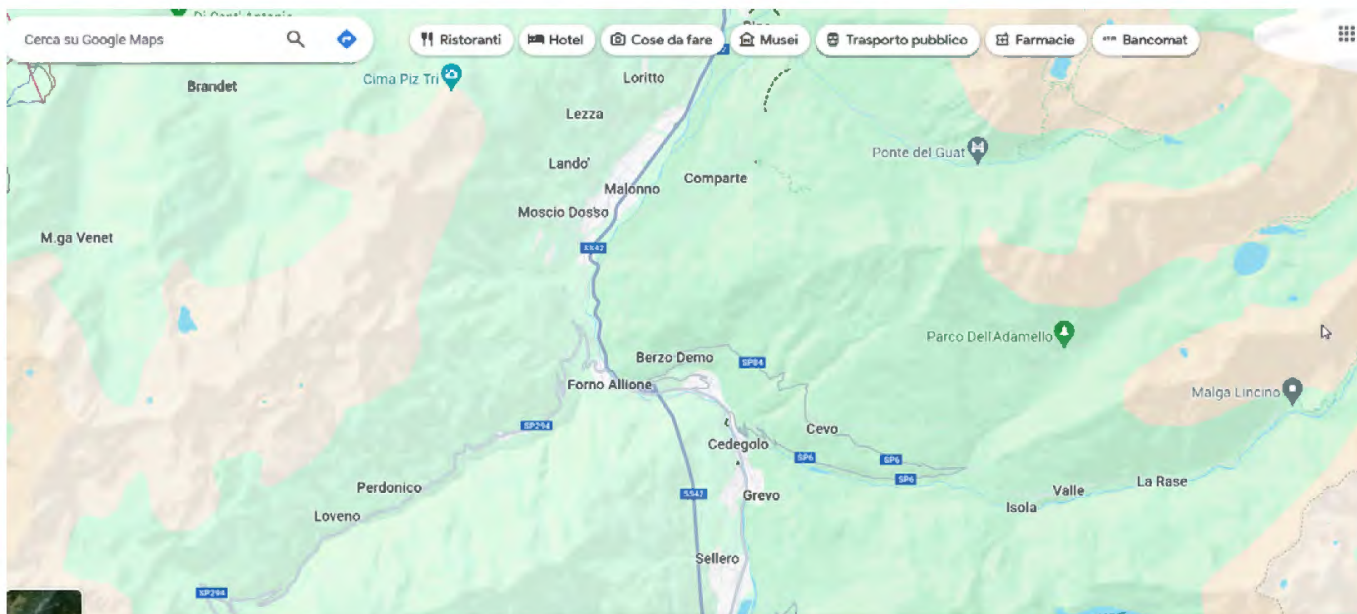 Di Santi Antonio
Cerca su Google Maps
Ristoranti
Hotel
Cose da fare
Musei
Trasporto pubblico
Farmacie
Bancomat
Brandet
Cima Piz Tri
Loritto
Lezza
Lando'
Malonno
Comparte
Ponte del Guat
Moscio Dosso
M.ga Venet
SS42
Parco Dell'Adamello
Berzo Demo
SP84
Forno Allione
Malga Lincino
SP294
Cevo
Cedegolo
SP6
SP6
SP6
Perdonico
SS42
Grevo
Valle
La Rase
Isola
Loveno
Sellero
SP294